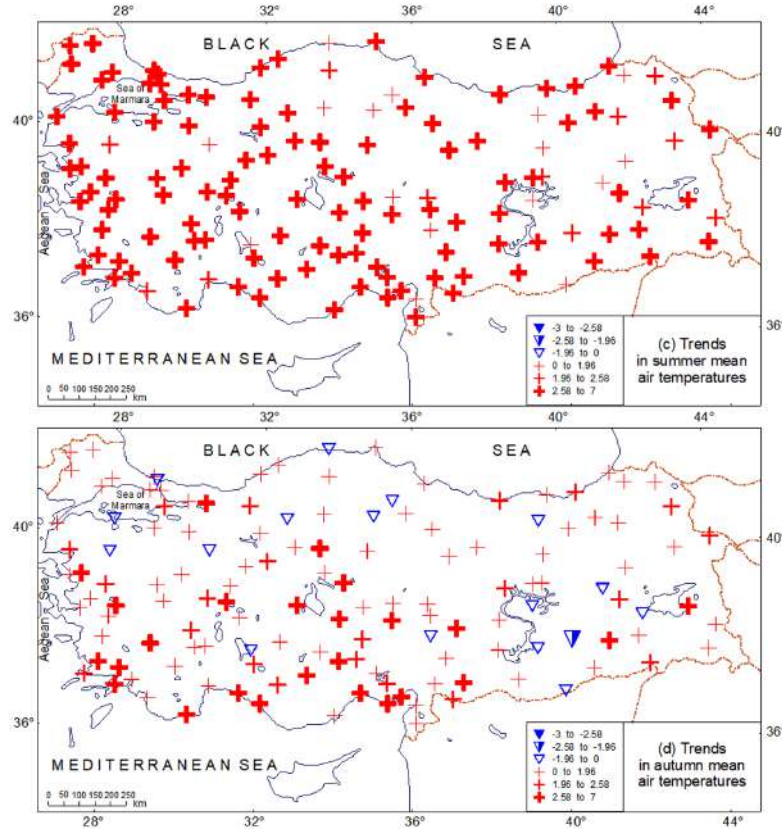 28° 32° 36° 40° 44°
BLACK SEA
Sea of
Marmara
40° 40°
Aegean Sea
36° 36°
MEDITERRANEAN SEA
0 50 100 150 200 250
km
-3 to -2.58
-2.58 to -1.96
-1.96 to 0
0 to 1.96
1.96 to 2.58
2.58 to 7
(c) Trends
in summer mean
air temperatures
28° 32° 36° 40° 44°
BLACK SEA
Sea of
Marmara
40° 40°
Aegean Sea
36° 36°
MEDITERRANEAN SEA
0 50 100 150 200 250
km
-3 to -2.58
-2.58 to -1.96
-1.96 to 0
0 to 1.96
1.96 to 2.58
2.58 to 7
(d) Trends
in autumn mean
air temperatures
28° 32° 36° 40° 44°